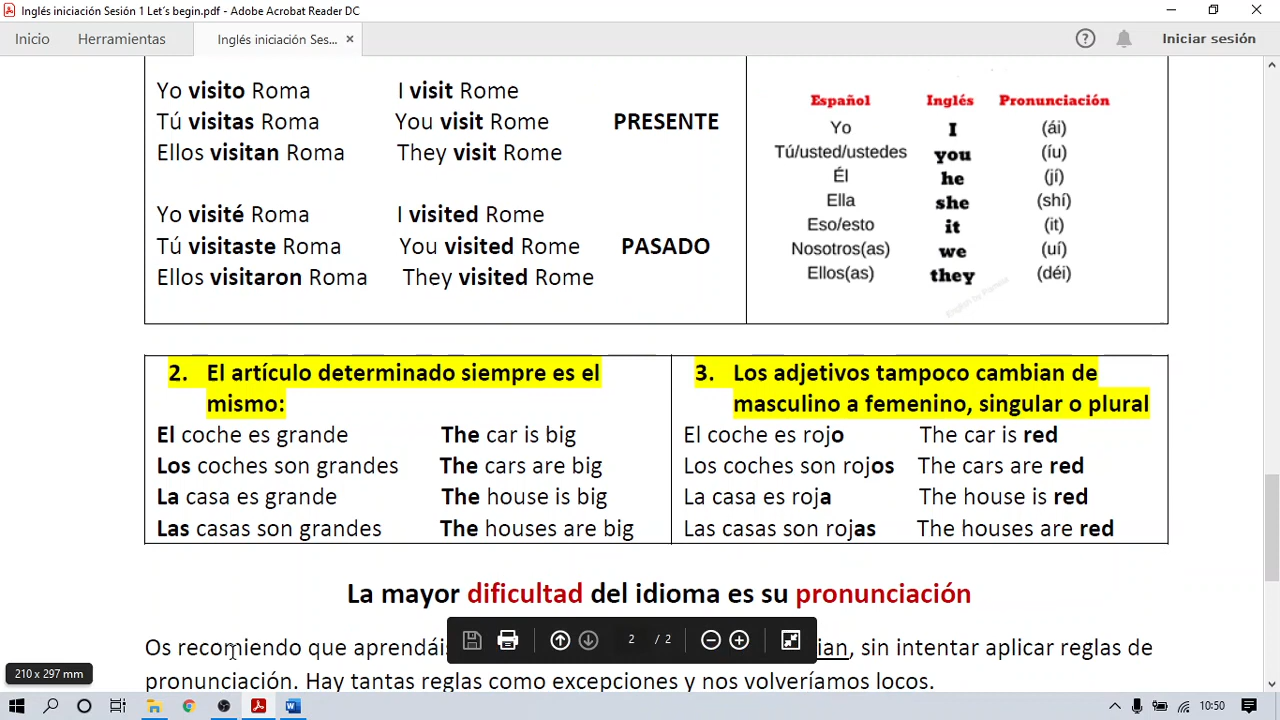 Inglés iniciación Sesión 1 Let´s begin.pdf - Adobe Acrobat Reader DC
Inicio Herramientas Inglés iniciación Ses... × Iniciar sesión
Yo visito Roma I visit Rome
Tú visitas Roma You visit Rome PRESENTE
Ellos visitan Roma They visit Rome
Yo visité Roma I visited Rome
Tú visitaste Roma You visited Rome PASADO
Ellos visitaron Roma They visited Rome
Español Inglés Pronunciación
Yo I (ái)
Tú/usted/ustedes you (íu)
Él he (jí)
Ella she (shí)
Eso/esto it (it)
Nosotros(as) we (uí)
Ellos(as) they (déi)
2. El artículo determinado siempre es el
mismo:
El coche es grande The car is big
Los coches son grandes The cars are big
La casa es grande The house is big
Las casas son grandes The houses are big
3. Los adjetivos tampoco cambian de
masculino a femenino, singular o plural
El coche es rojo The car is red
Los coches son rojos The cars are red
La casa es roja The house is red
Las casas son rojas The houses are red
La mayor dificultad del idioma es su pronunciación
Os recomiendo que aprendáis ian, sin intentar aplicar reglas de
pronunciación. Hay tantas reglas como excepciones y nos volveríamos locos.
2 / 2
210 x 297 mm
10:50